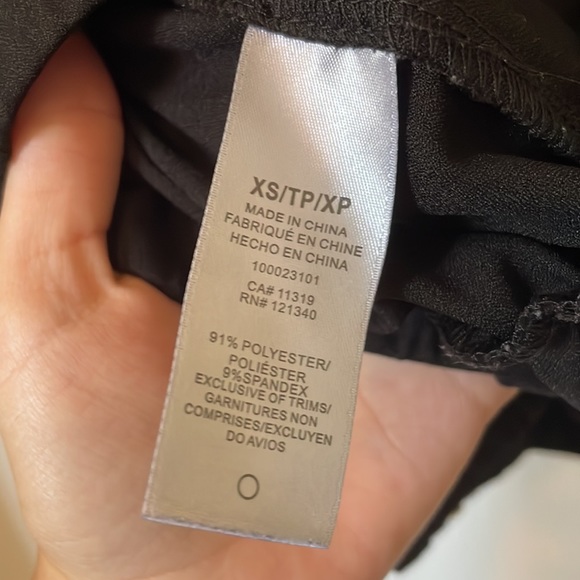 XS/TP/XP
MADE IN CHINA
FABRIQUÉ EN CHINE
HECHO EN CHINA
100023101
CA# 11319
RN# 121340
91% POLYESTER/
POLIÉSTER
9%SPANDEX
EXCLUSIVE OF TRIMS/
GARNITURES NON
COMPRISES/EXCLUYEN
DO AVIOS